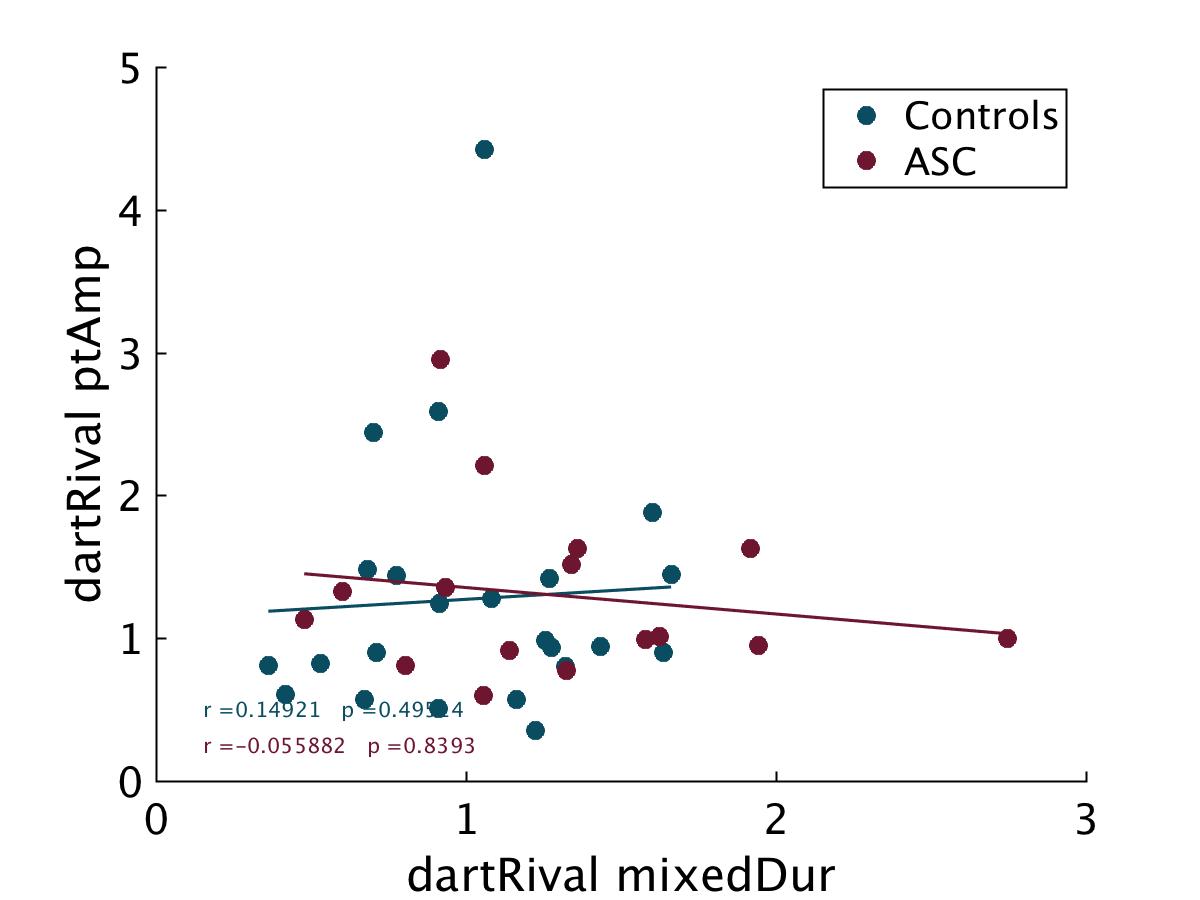 5
4
3
2
1
0
dartRival ptAmp
Controls
ASC
r =0.14921 p =0.49514
r =-0.055882 p =0.8393
0 1 2 3
dartRival mixedDur